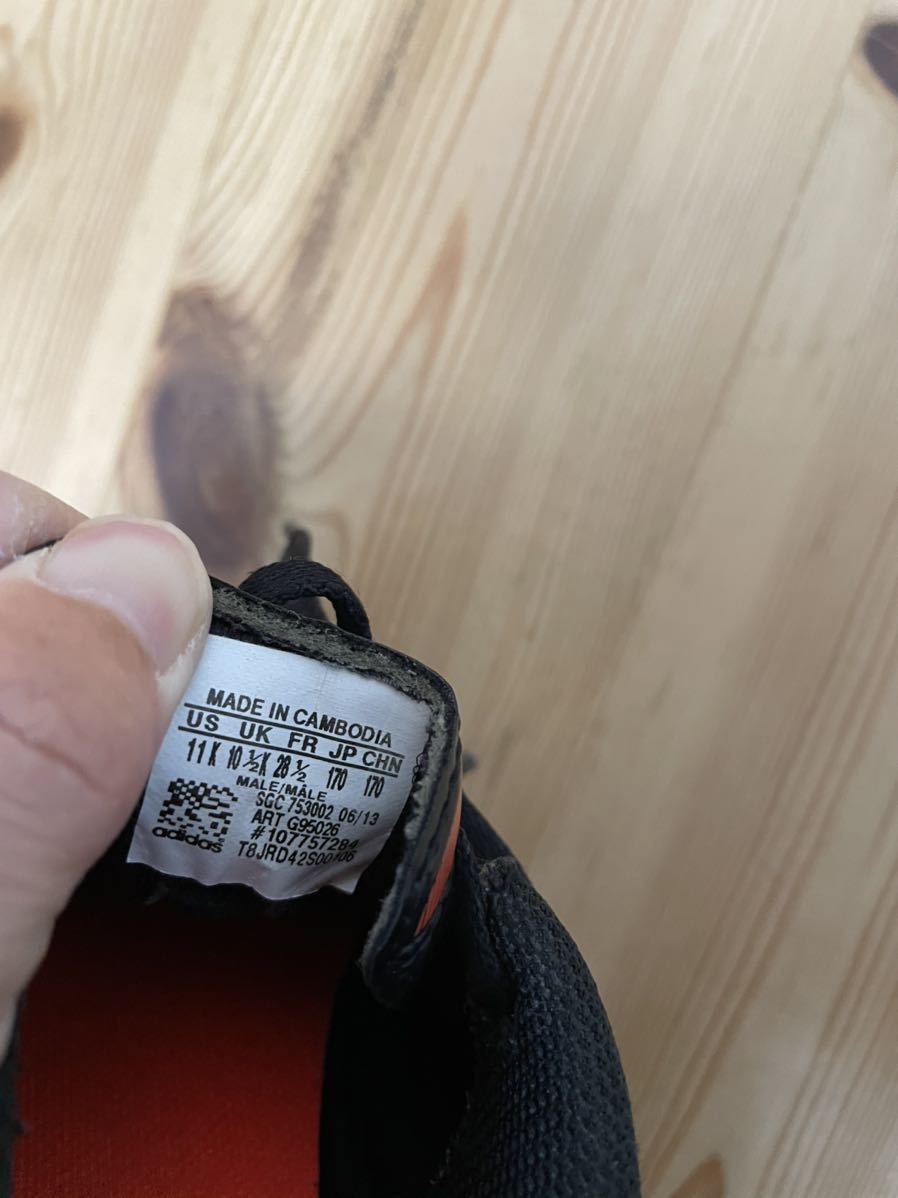 MADE IN CAMBODIA
US UK FR JP CHN
11K 10½K 28½ 170 170
MALE/MÂLE
SGC 753002 06/13
ART G95026
#107757284
adidas